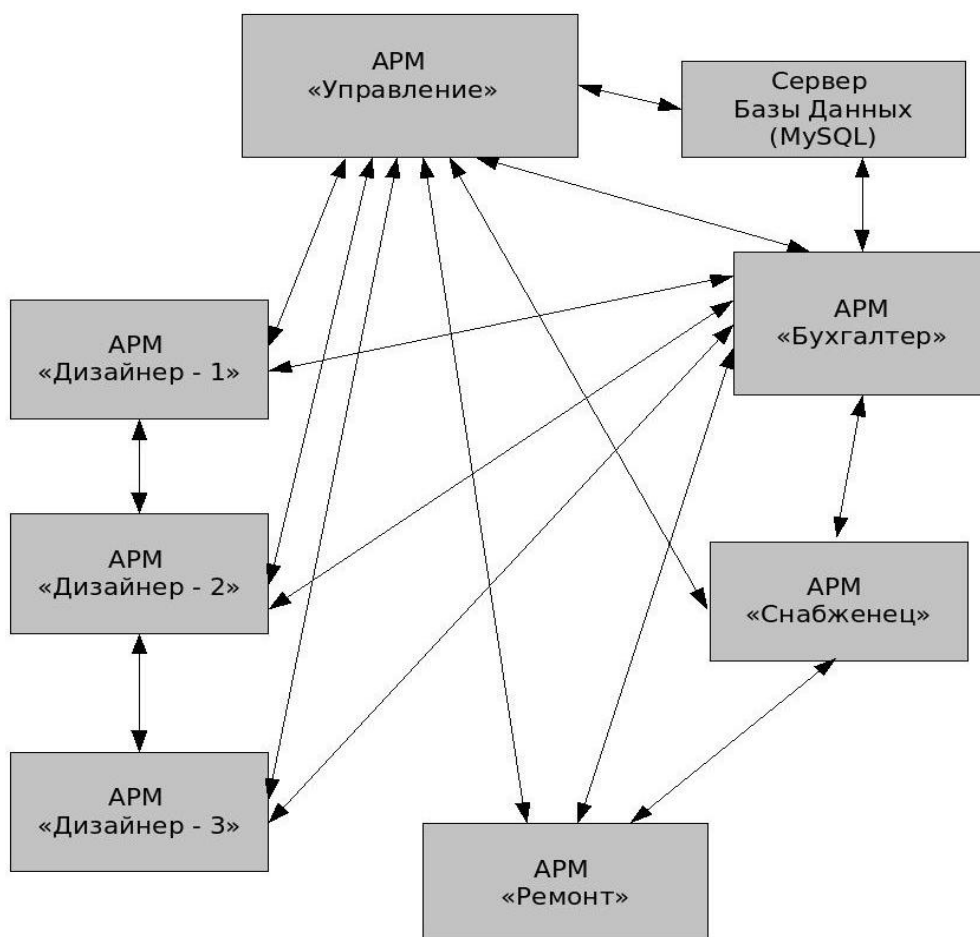 АРМ
«Управление»
Сервер
Базы Данных
(MySQL)
АРМ
«Бухгалтер»
АРМ
«Дизайнер - 1»
АРМ
«Дизайнер - 2»
АРМ
«Снабженец»
АРМ
«Дизайнер - 3»
АРМ
«Ремонт»